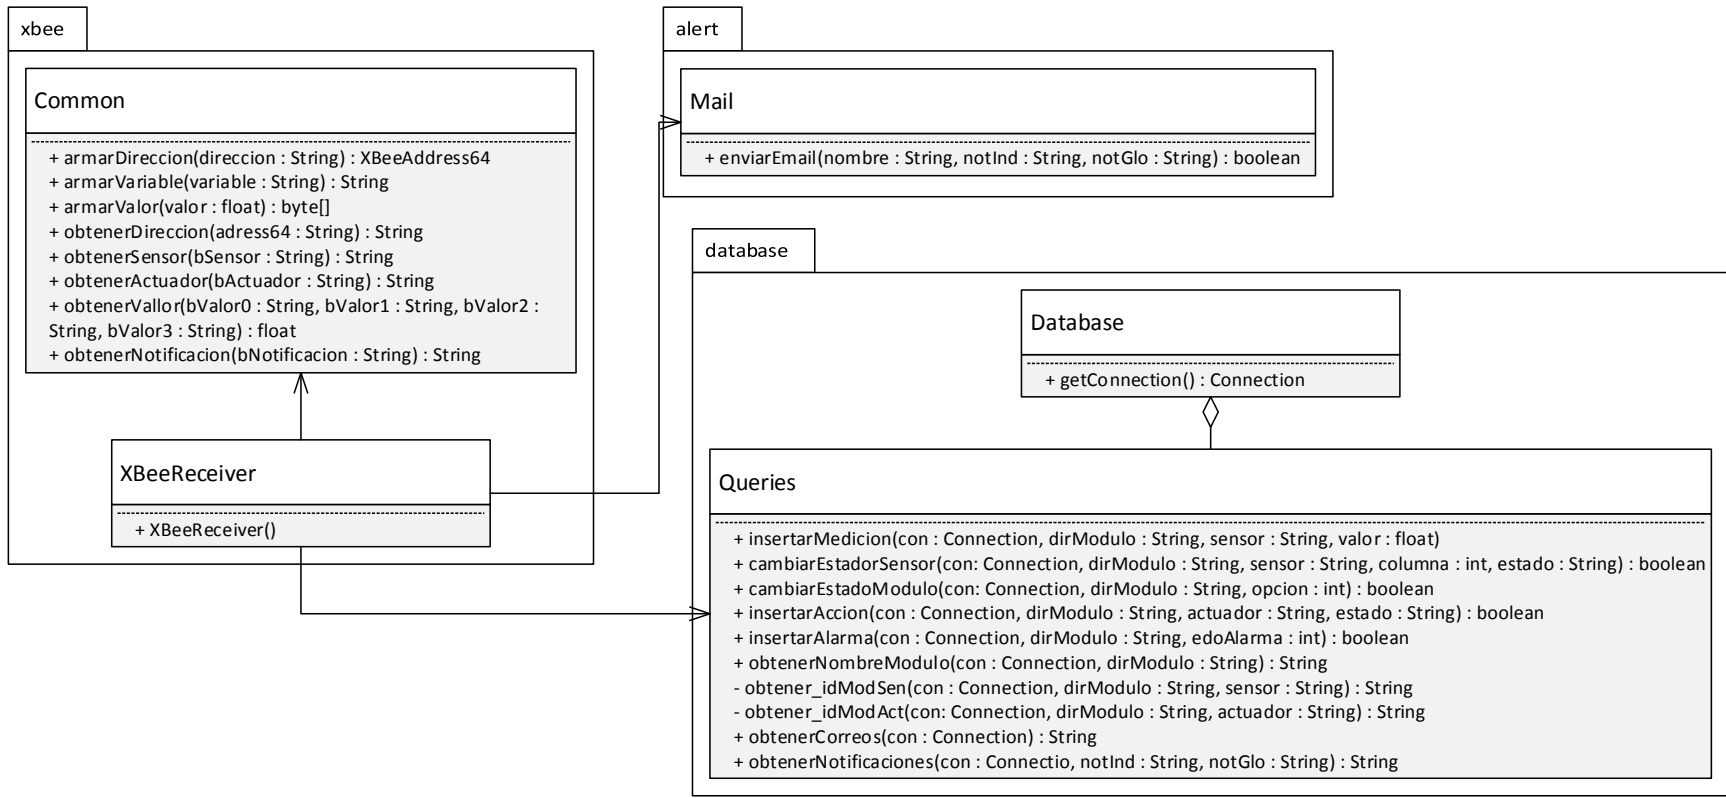 xbee
Common
+ armarDireccion(direccion : String) : XBeeAddress64
+ armarVariable(variable : String) : String
+ armarValor(valor : float) : byte[]
+ obtenerDireccion(adress64 : String) : String
+ obtenerSensor(bSensor : String) : String
+ obtenerActuador(bActuador : String) : String
+ obtenerVallor(bValor0 : String, bValor1 : String, bValor2 :
String, bValor3 : String) : float
+ obtenerNotificacion(bNotificacion : String) : String
XBeeReceiver
+ XBeeReceiver()
alert
Mail
+ enviarEmail(nombre : String, notInd : String, notGlo : String) : boolean
database
Database
+ getConnection() : Connection
Queries
+ insertarMedicion(con : Connection, dirModulo : String, sensor : String, valor : float)
+ cambiarEstadorSensor(con: Connection, dirModulo : String, sensor : String, columna : int, estado : String) : boolean
+ cambiarEstadoModulo(con: Connection, dirModulo : String, opcion : int) : boolean
+ insertarAccion(con : Connection, dirModulo : String, actuador : String, estado : String) : boolean
+ insertarAlarma(con : Connection, dirModulo : String, edoAlarma : int) : boolean
+ obtenerNombreModulo(con : Connection, dirModulo : String) : String
- obtener_idModSen(con : Connection, dirModulo : String, sensor : String) : String
- obtener_idModAct(con: Connection, dirModulo : String, actuador : String) : String
+ obtenerCorreos(con : Connection) : String
+ obtenerNotificaciones(con : Connectio, notInd : String, notGlo : String) : String